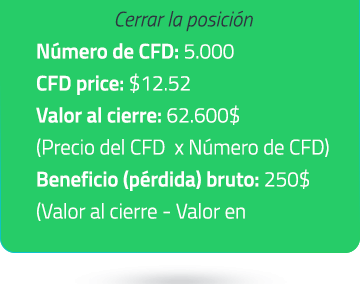 Cerrar la posición
Número de CFD: 5.000
CFD price: $12.52
Valor al cierre: 62.600$
(Precio del CFD x Número de CFD)
Beneficio (pérdida) bruto: 250$
(Valor al cierre - Valor en